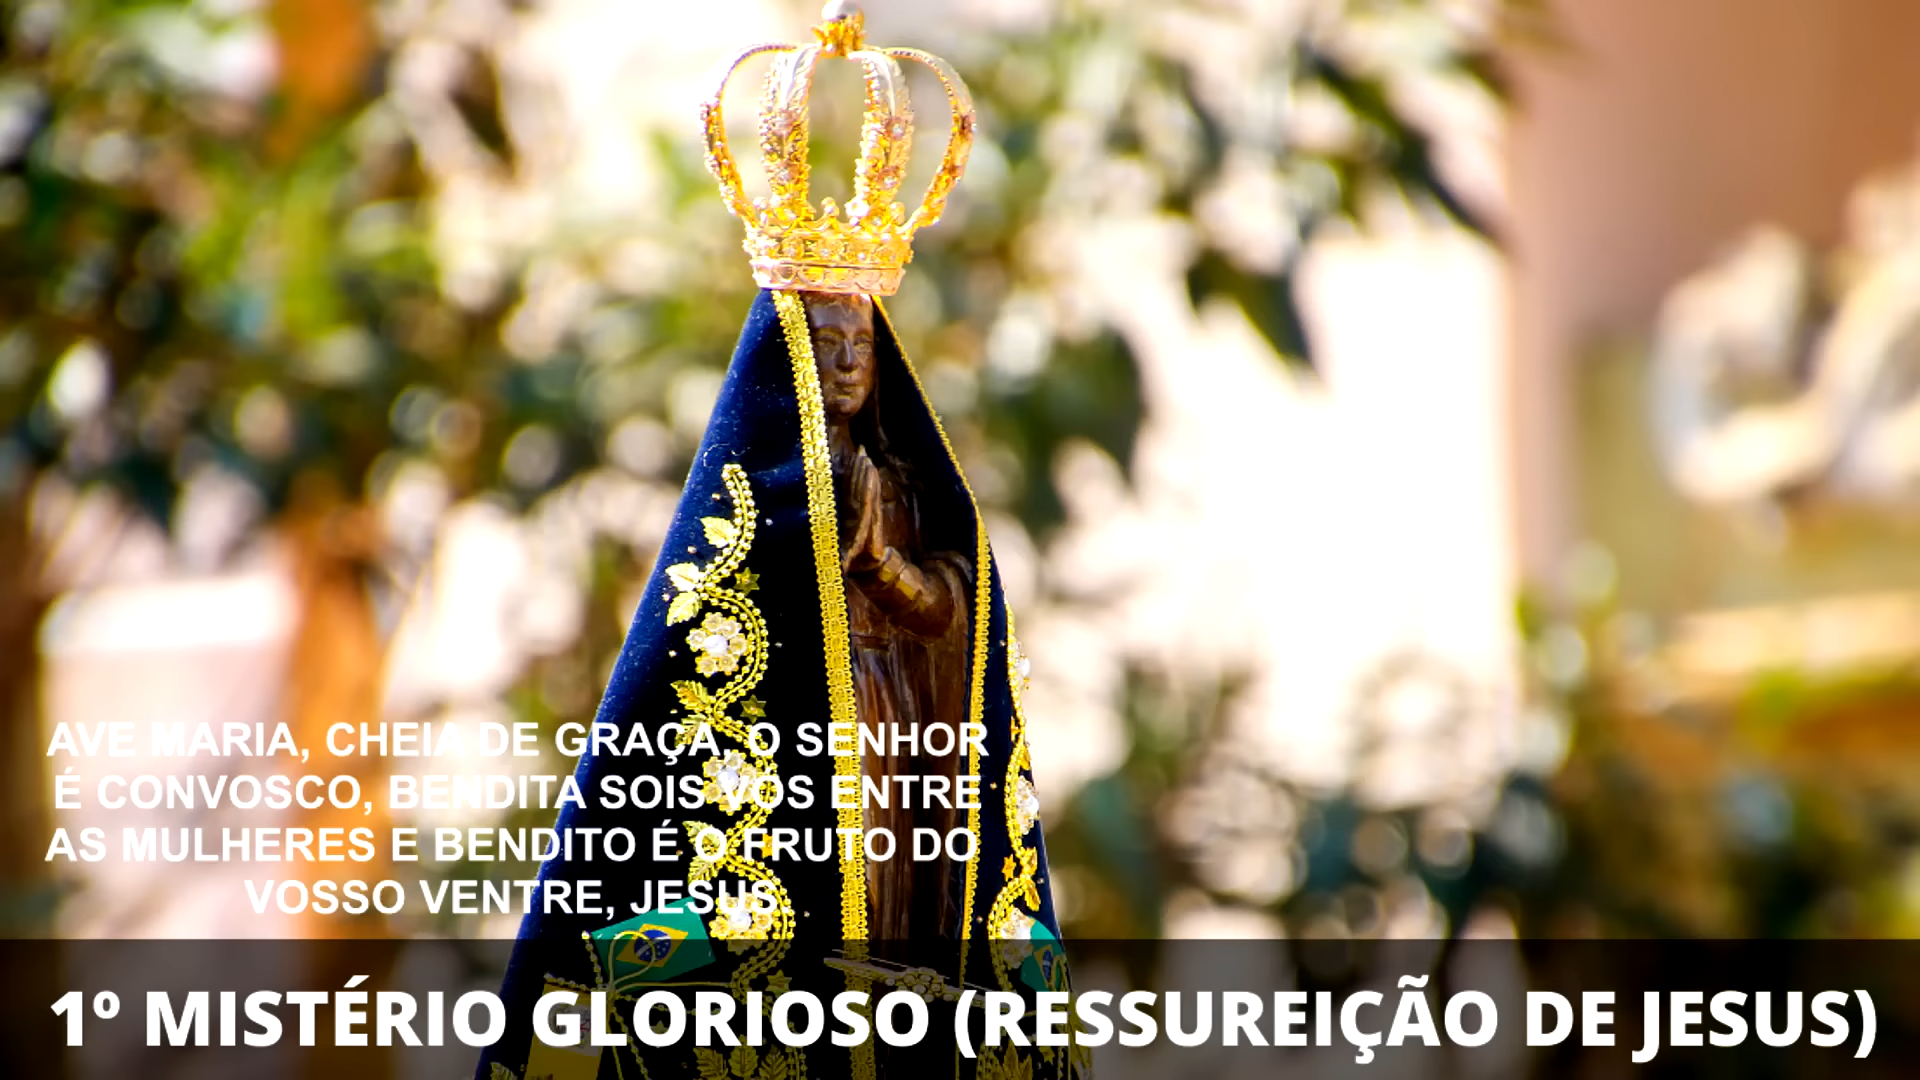 AVE MARIA, CHEIA DE GRAÇA, O SENHOR
É CONVOSCO, BENDITA SOIS VÓS ENTRE
AS MULHERES E BENDITO É O FRUTO DO
VOSSO VENTRE, JESUS.
1º MISTÉRIO GLORIOSO (RESSUREIÇÃO DE JESUS)